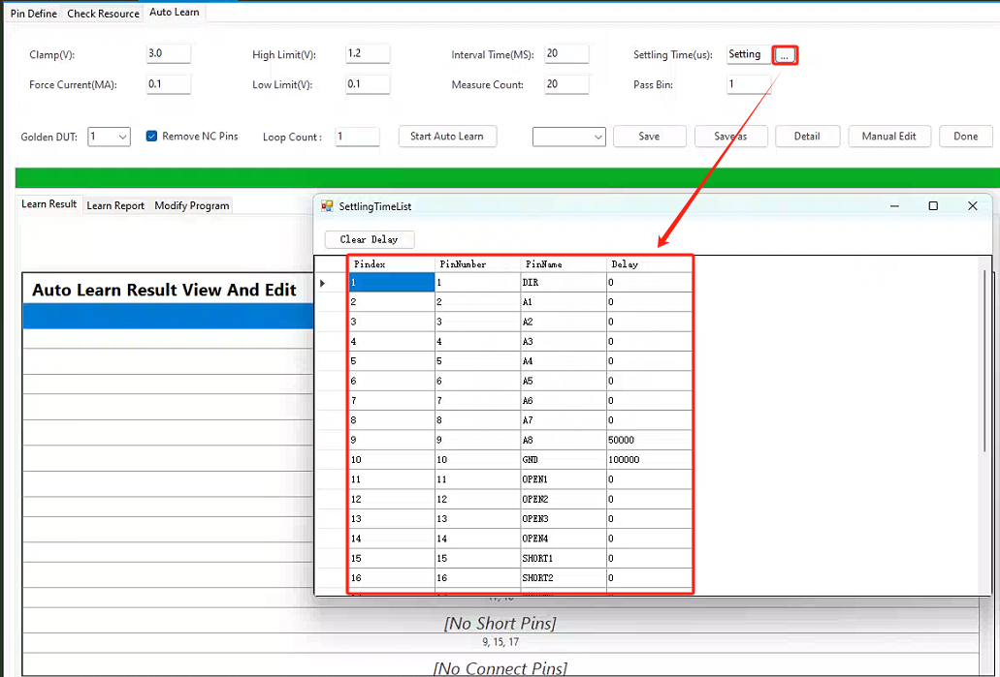 Pin Define Check Resource Auto Learn
Clamp(V): 3.0 High Limit(V): 1.2 Interval Time(MS): 20 Settling Time(us): Setting ...
Force Current(MA): 0.1 Low Limit(V): 0.1 Measure Count: 20 Pass Bin: 1
Golden DUT: 1 Remove NC Pins Loop Count : 1 Start Auto Learn Save Save as Detail Manual Edit Done
Learn Result Learn Report Modify Program
SettlingTimeList
Clear Delay
Auto Learn Result View And Edit
Pindex PinNumber PinName Delay
1 1 DIR 0
2 2 A1 0
3 3 A2 0
4 4 A3 0
5 5 A4 0
6 6 A5 0
7 7 A6 0
8 8 A7 0
9 9 A8 50000
10 10 GND 100000
11 11 OPEN1 0
12 12 OPEN2 0
13 13 OPEN3 0
14 14 OPEN4 0
15 15 SHORT1 0
16 16 SHORT2 0
[No Short Pins]
9, 15, 17
[No Connect Pins]